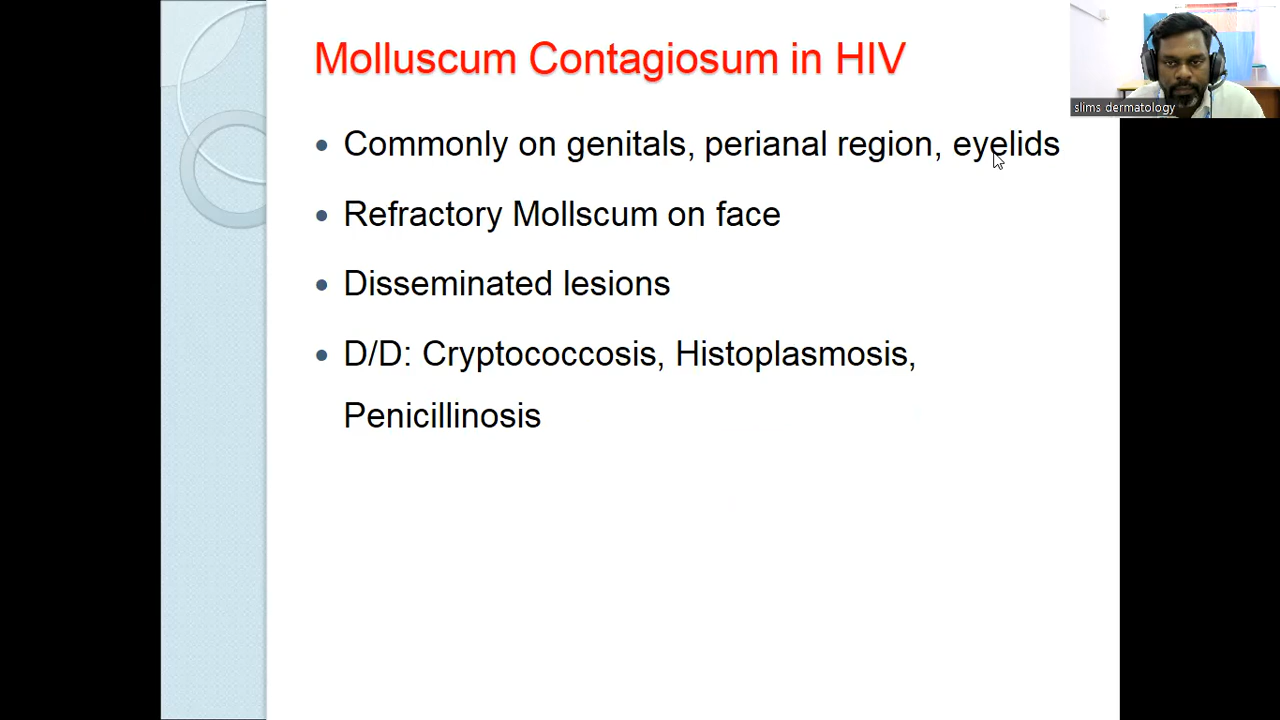 Molluscum Contagiosum in HIV
slims dermatology
• Commonly on genitals, perianal region, eyelids
• Refractory Mollscum on face
• Disseminated lesions
• D/D: Cryptococcosis, Histoplasmosis,
Penicillinosis